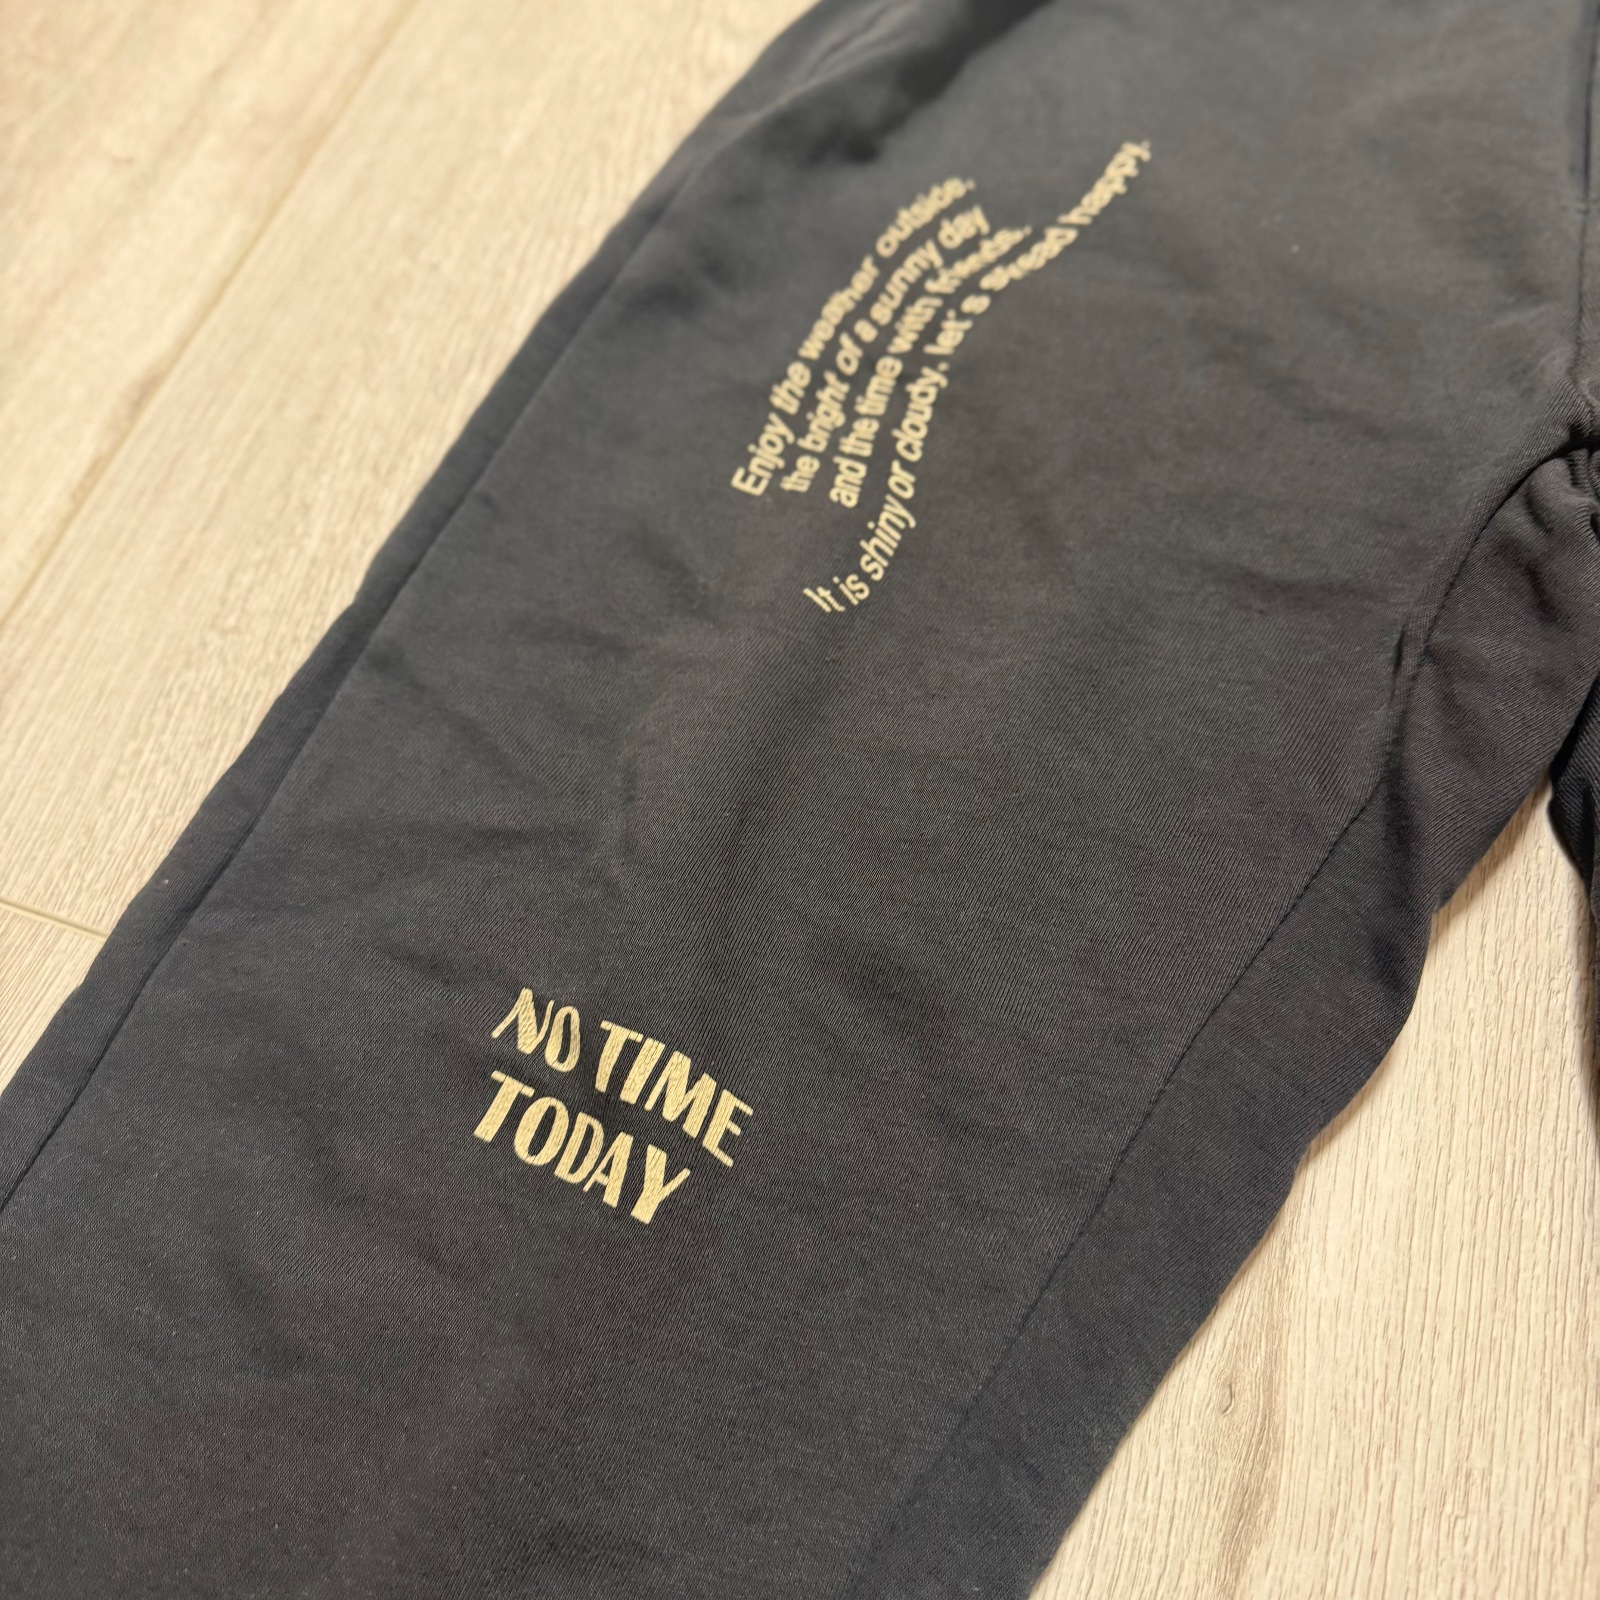 Enjoy the weather outside,
the bright of a sunny day
and the time with friends.
It is shiny or cloudy, let's sread happy.
NO TIME
TODAY